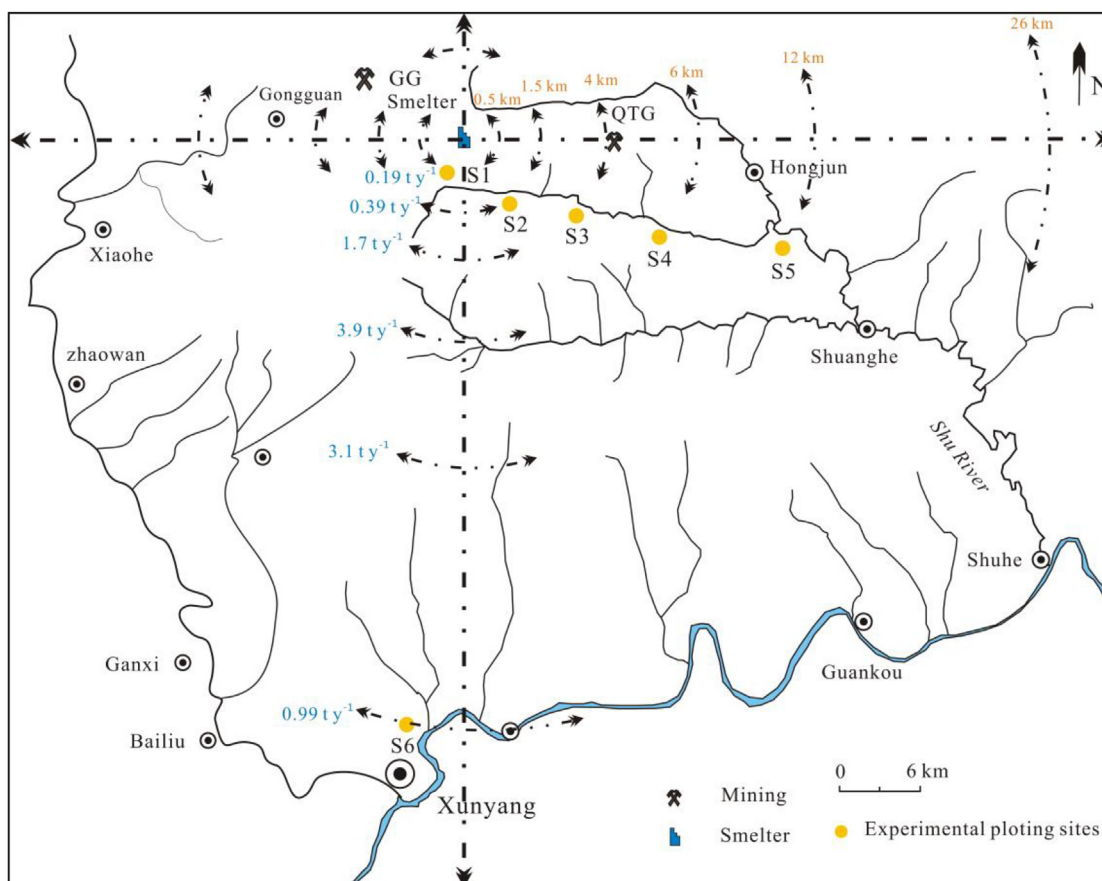 26 km
12 km
6 km
4 km
1.5 km
0.5 km
N
GG
Smelter
Gongguan
QTG
Hongjun
0.19 t y-1
S1
0.39 t y-1
S2
S3
S4
S5
1.7 t y-1
Xiaohe
3.9 t y-1
Shuanghe
zhaowan
3.1 t y-1
Shu River
Shuhe
Ganxi
Guankou
0.99 t y-1
S6
Bailiu
Xunyang
0 6 km
Mining
Smelter
Experimental ploting sites